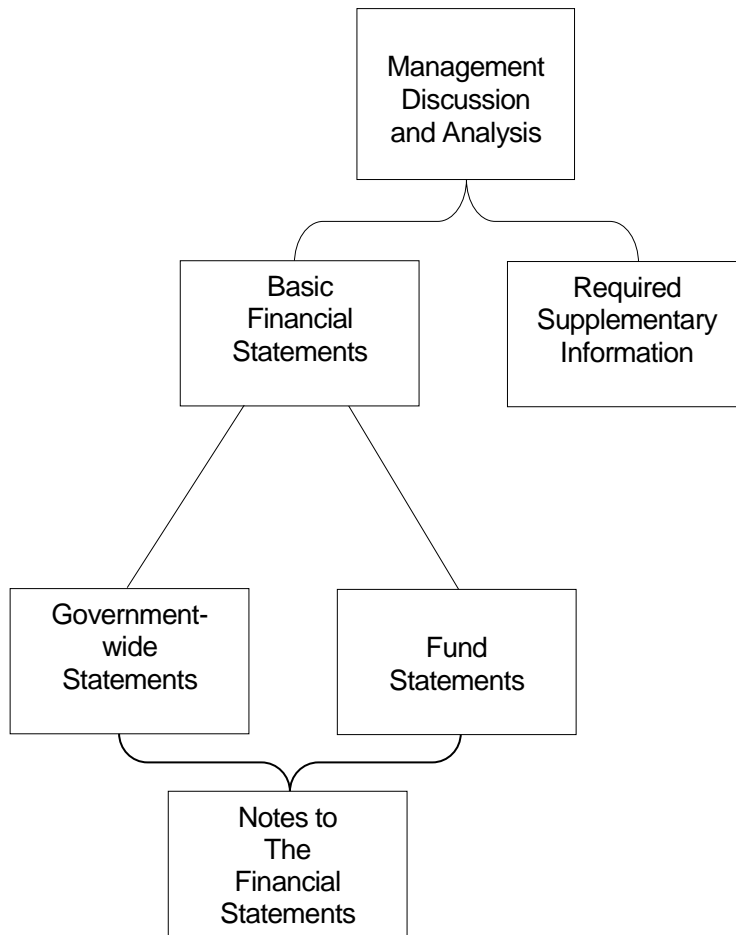 Management
Discussion
and Analysis
Basic
Financial
Statements
Required
Supplementary
Information
Government-
wide
Statements
Fund
Statements
Notes to
The
Financial
Statements